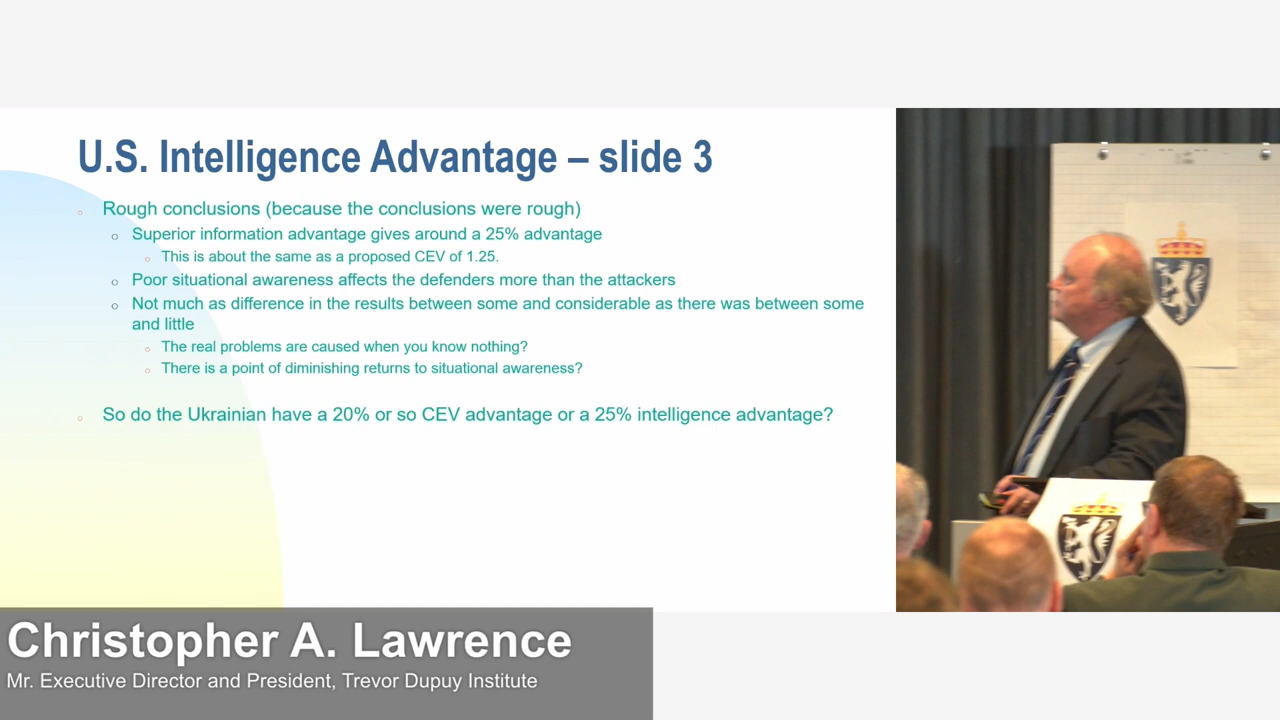 U.S. Intelligence Advantage – slide 3
Rough conclusions (because the conclusions were rough)
Superior information advantage gives around a 25% advantage
This is about the same as a proposed CEV of 1.25.
Poor situational awareness affects the defenders more than the attackers
Not much as difference in the results between some and considerable as there was between some
and little
The real problems are caused when you know nothing?
There is a point of diminishing returns to situational awareness?
So do the Ukrainian have a 20% or so CEV advantage or a 25% intelligence advantage?
Christopher A. Lawrence
Mr. Executive Director and President, Trevor Dupuy Institute